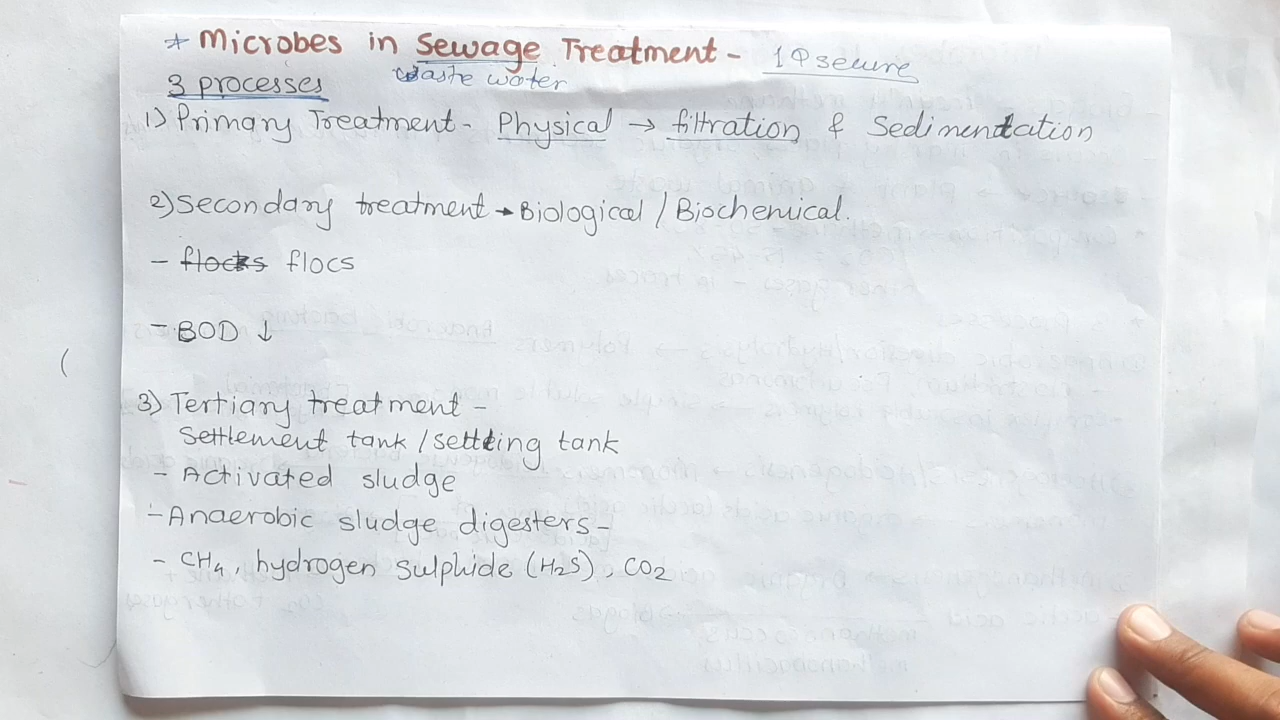 * Microbes in Sewage Treatment - 1Q secure
3 processes waste water
1) Primary Treatment - Physical → filtration & Sedimentation
2) Secondary treatment → Biological / Biochemical.
- flocks flocs
- BOD ↓
3) Tertiary treatment -
Settlement tank / settling tank
- Activated sludge
- Anaerobic sludge digesters -
- CH4, hydrogen sulphide (H2S), CO2